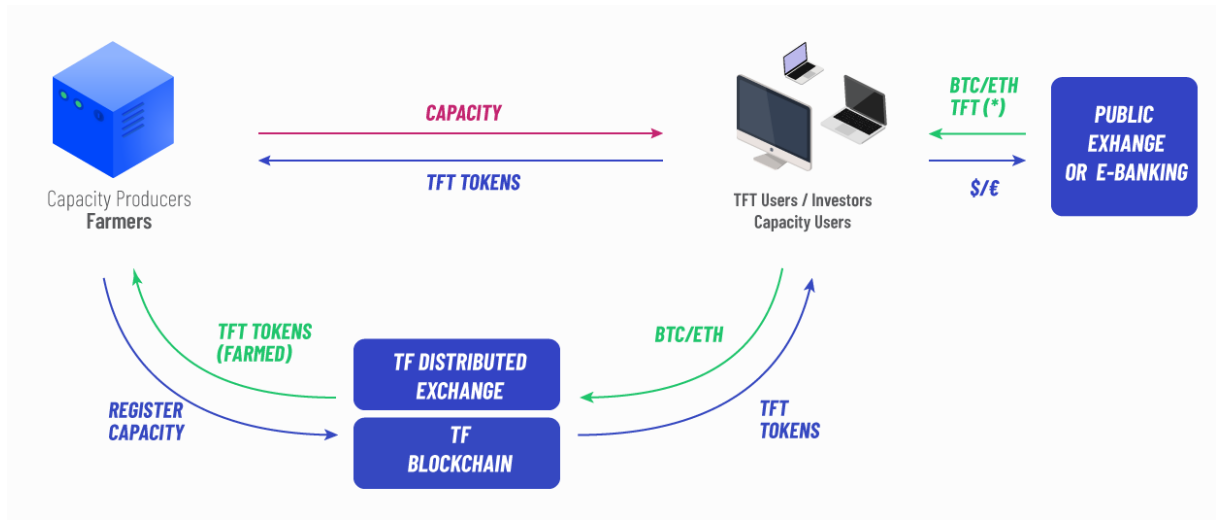 CAPACITY
TFT TOKENS
Capacity Producers
Farmers
TFT Users / Investors
Capacity Users
BTC/ETH
TFT (*)
$/€
PUBLIC
EXHANGE
OR E-BANKING
TFT TOKENS
(FARMED)
REGISTER
CAPACITY
TF DISTRIBUTED
EXCHANGE
TF
BLOCKCHAIN
BTC/ETH
TFT
TOKENS